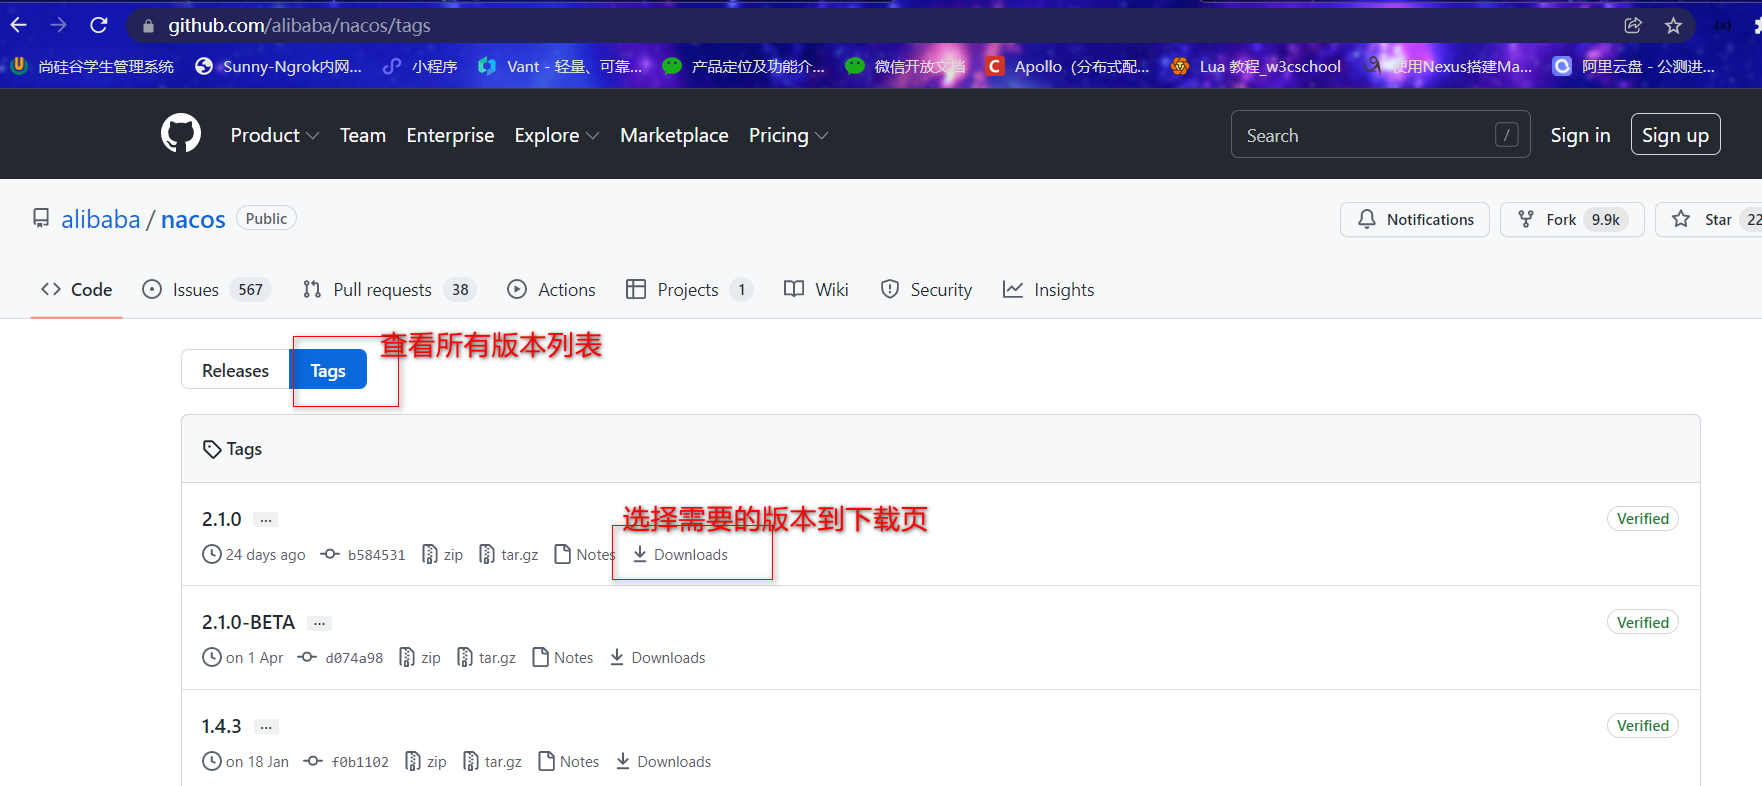 github.com/alibaba/nacos/tags
尚硅谷学生管理系统 Sunny-Ngrok内网... 小程序 Vant - 轻量、可靠... 产品定位及功能介... 微信开放文档 Apollo（分布式配... Lua 教程_w3cschool 使用Nexus搭建Ma... 阿里云盘 - 公测进...
Product Team Enterprise Explore Marketplace Pricing Search / Sign in Sign up
alibaba / nacos Public Notifications Fork 9.9k Star 22
Code Issues 567 Pull requests 38 Actions Projects 1 Wiki Security Insights
查看所有版本列表
Releases Tags
Tags
2.1.0 ... 选择需要的版本到下载页 Verified
24 days ago b584531 zip tar.gz Notes Downloads
2.1.0-BETA ... Verified
on 1 Apr d074a98 zip tar.gz Notes Downloads
1.4.3 ... Verified
on 18 Jan f0b1102 zip tar.gz Notes Downloads